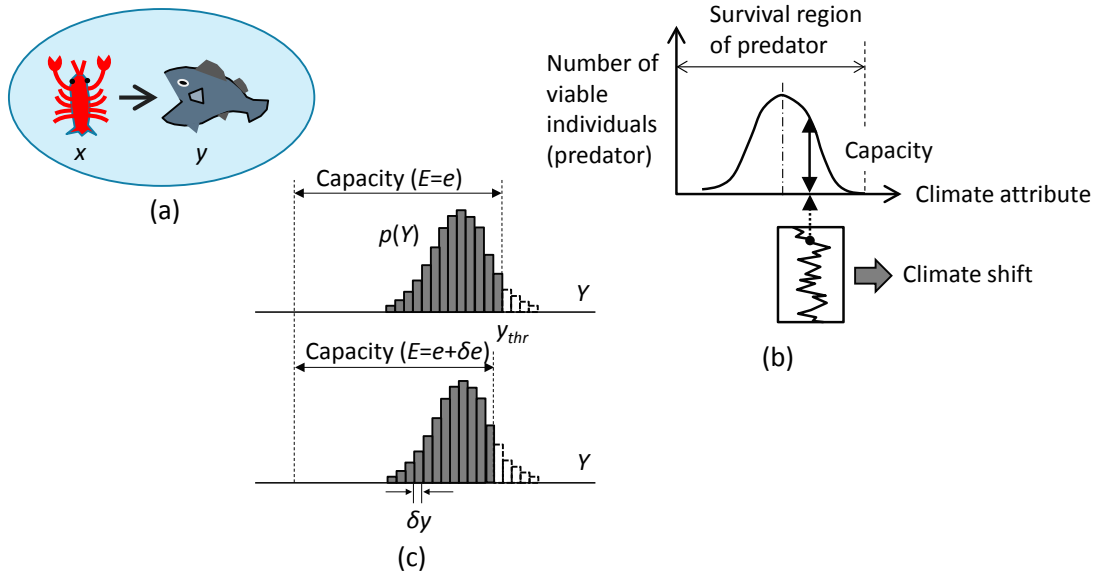 x
y
(a)
Survival region
of predator
Number of
viable
individuals
(predator)
Capacity
Climate attribute
Climate shift
(b)
Capacity (E=e)
p(Y)
Y
y_thr
Capacity (E=e+δe)
Y
δy
(c)